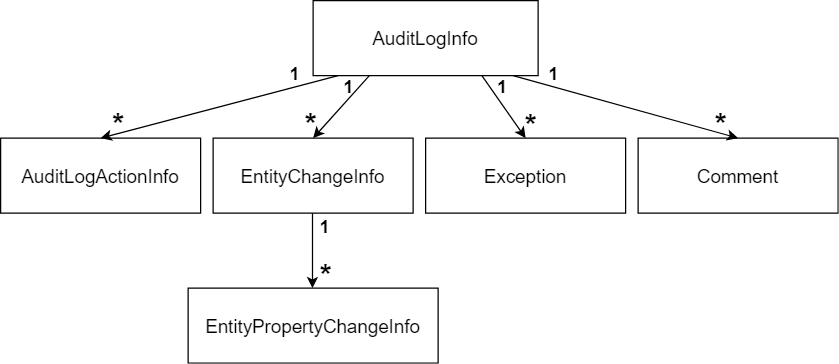 AuditLogInfo
1 1 1 1
* * * *
AuditLogActionInfo EntityChangeInfo Exception Comment
1
*
EntityPropertyChangeInfo